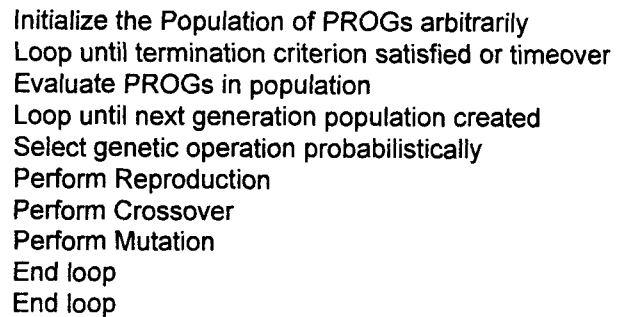 Initialize the Population of PROGs arbitrarily
Loop until termination criterion satisfied or timeover
Evaluate PROGs in population
Loop until next generation population created
Select genetic operation probabilistically
Perform Reproduction
Perform Crossover
Perform Mutation
End loop
End loop